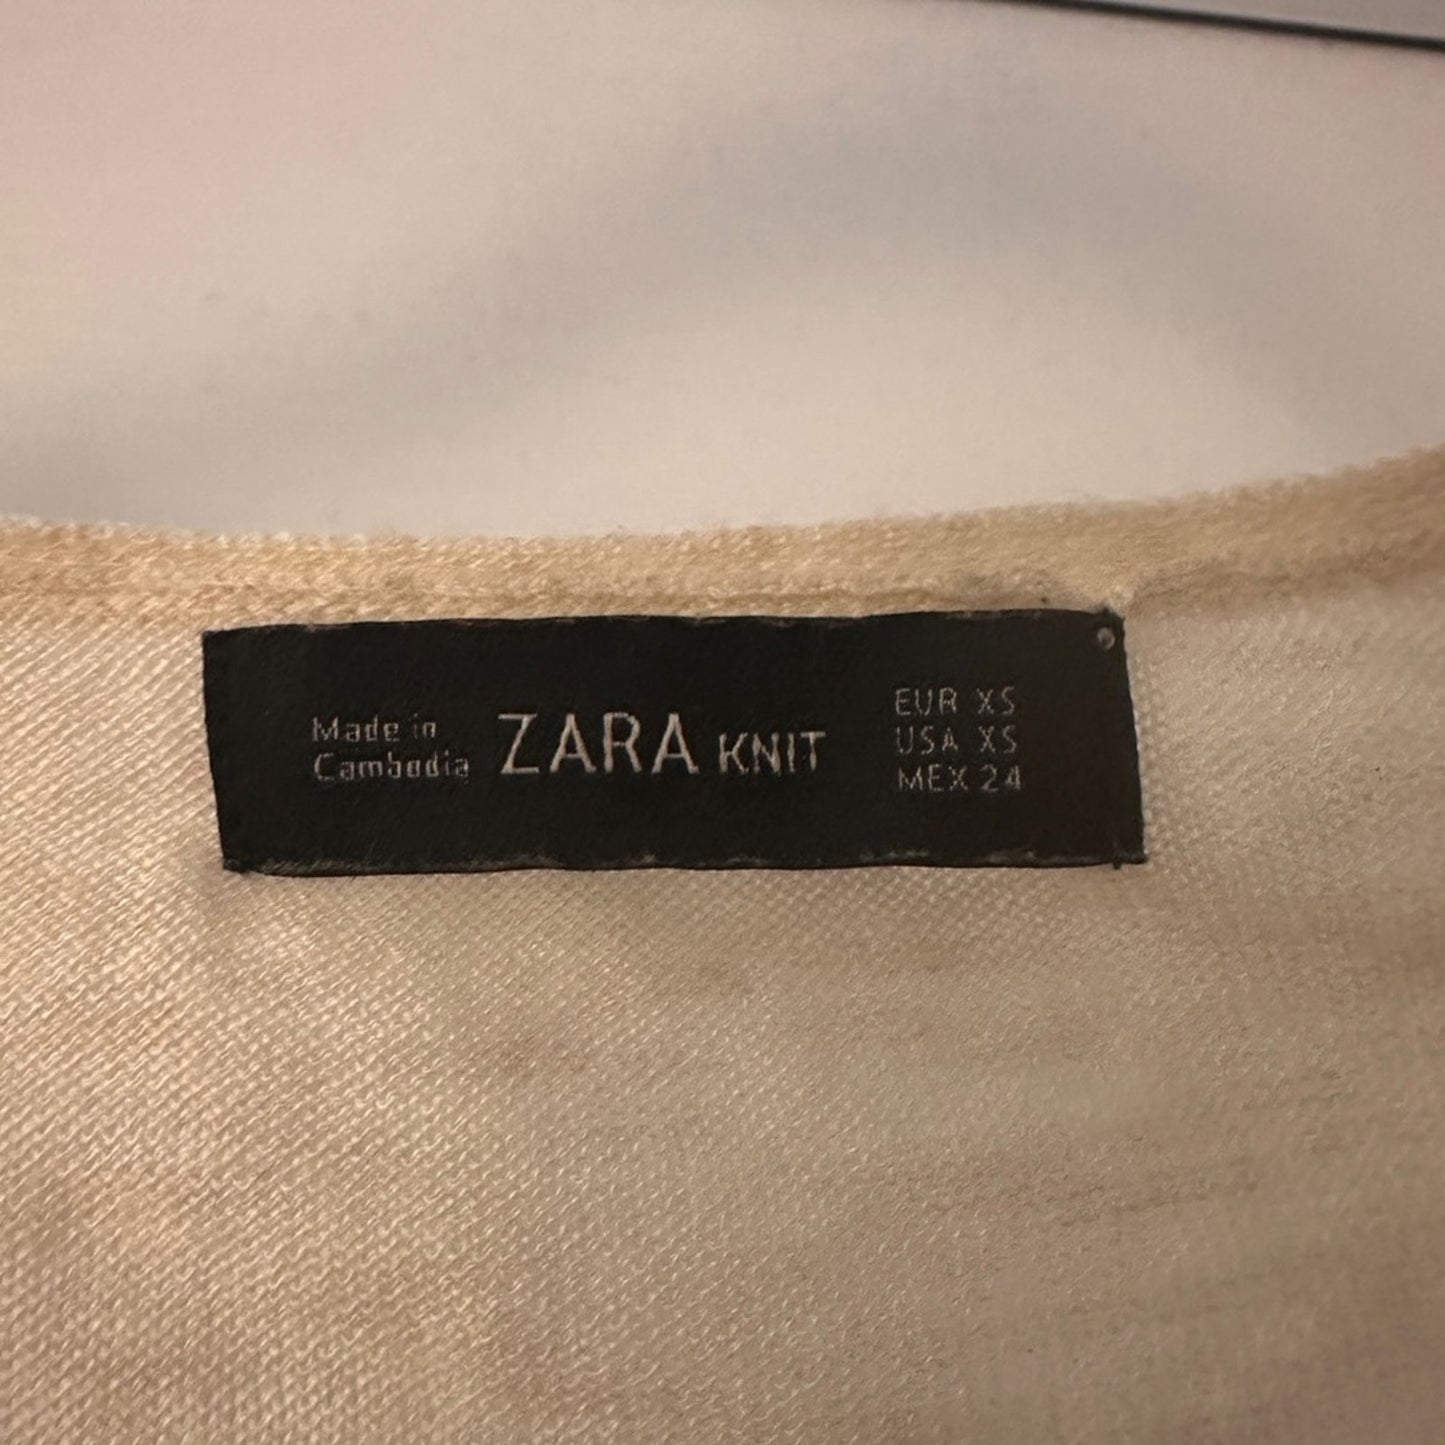 Made in
Cambodia
ZARA KNIT
EUR XS
USA XS
MEX 24